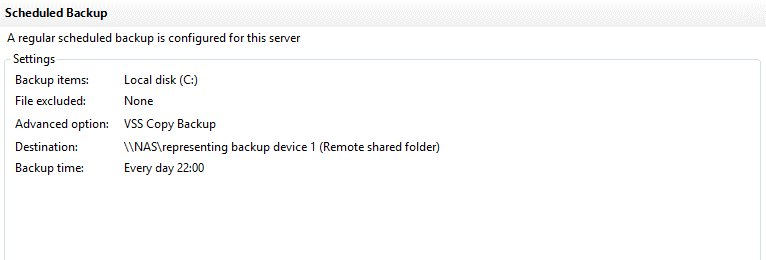 Scheduled Backup
A regular scheduled backup is configured for this server
Settings
Backup items: Local disk (C:)
File excluded: None
Advanced option: VSS Copy Backup
Destination: \\NAS\representing backup device 1 (Remote shared folder)
Backup time: Every day 22:00